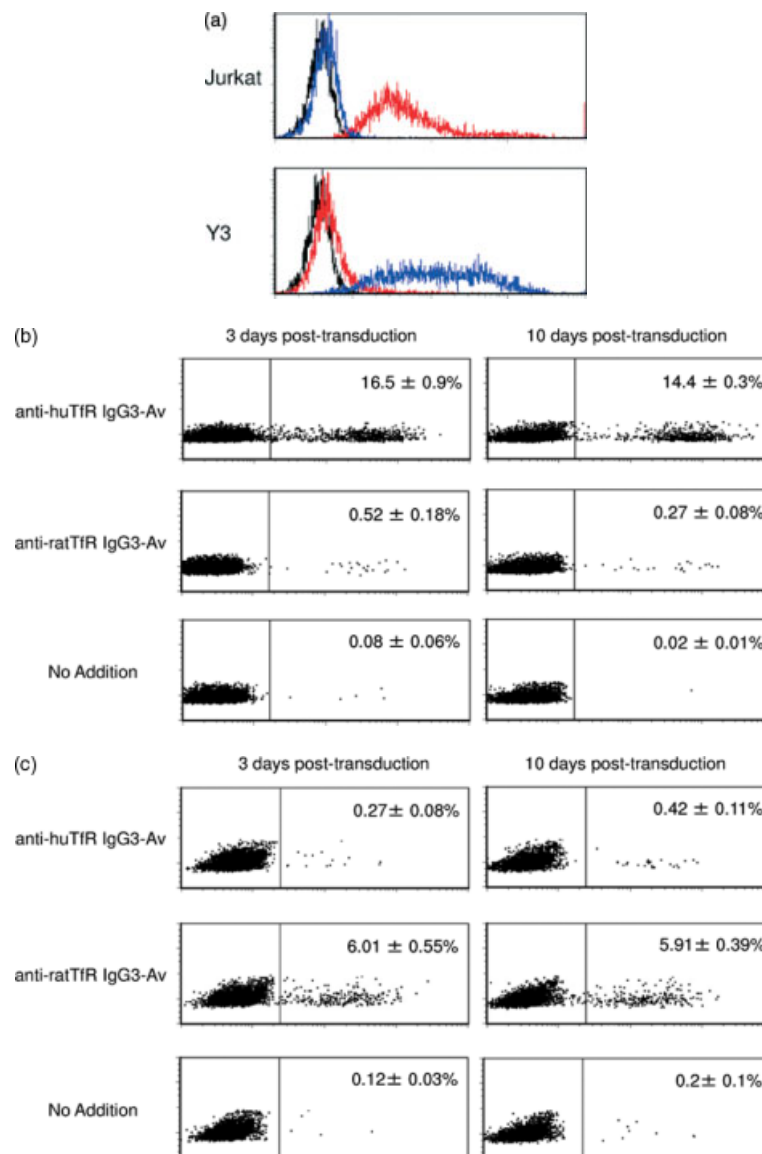 (a)
Jurkat
Y3
(b)
3 days post-transduction 10 days post-transduction
anti-huTfR IgG3-Av 16.5 ± 0.9% 14.4 ± 0.3%
anti-ratTfR IgG3-Av 0.52 ± 0.18% 0.27 ± 0.08%
No Addition 0.08 ± 0.06% 0.02 ± 0.01%
(c)
3 days post-transduction 10 days post-transduction
anti-huTfR IgG3-Av 0.27± 0.08% 0.42 ± 0.11%
anti-ratTfR IgG3-Av 6.01 ± 0.55% 5.91± 0.39%
No Addition 0.12± 0.03% 0.2± 0.1%